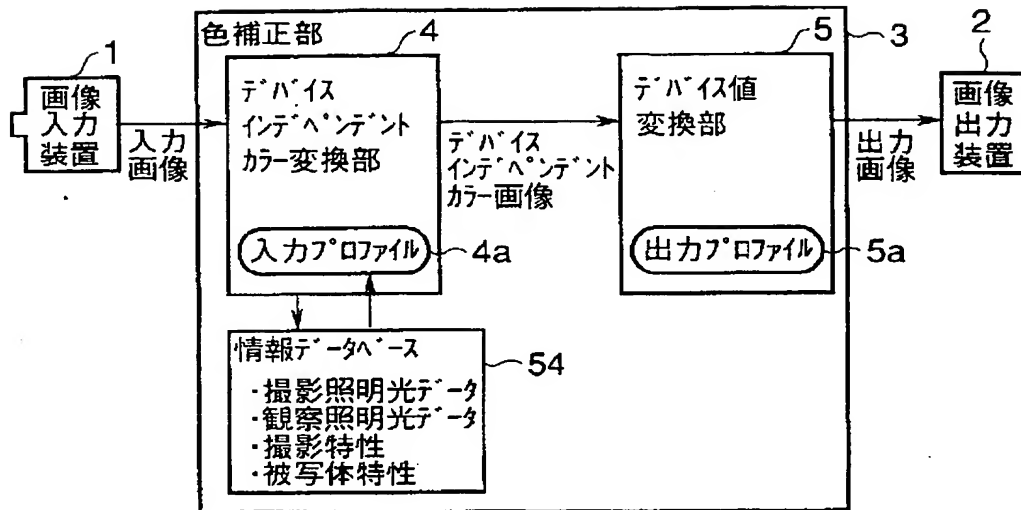 1
画像
入力
装置
入力
画像
色補正部
4
デバイス
インデペンデント
カラー変換部
入力プロファイル
4a
デバイス
インデペンデント
カラー画像
5
デバイス値
変換部
出力プロファイル
5a
3
出力
画像
2
画像
出力
装置
情報データベース
・撮影照明光データ
・観察照明光データ
・撮影特性
・被写体特性
54